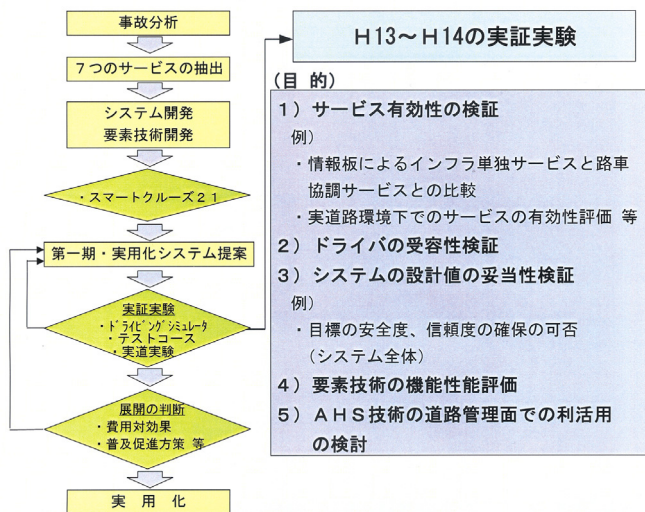 事故分析
７つのサービスの抽出
システム開発
要素技術開発
・スマートクルーズ２１
第一期・実用化システム提案
実証実験
・ﾄﾞﾗｲﾋﾞﾝｸﾞｼﾐｭﾚｰﾀ
・テストコース
・実道実験
展開の判断
・費用対効果
・普及促進方策 等
実 用 化
Ｈ13～Ｈ14の実証実験
(目 的)
１）サービス有効性の検証
例）
・情報板によるインフラ単独サービスと路車
協調サービスとの比較
・実道路環境下でのサービスの有効性評価 等
２）ドライバの受容性検証
３）システムの設計値の妥当性検証
例）
・目標の安全度、信頼度の確保の可否
（システム全体）
４）要素技術の機能性能評価
５）ＡＨＳ技術の道路管理面での利活用
の検討